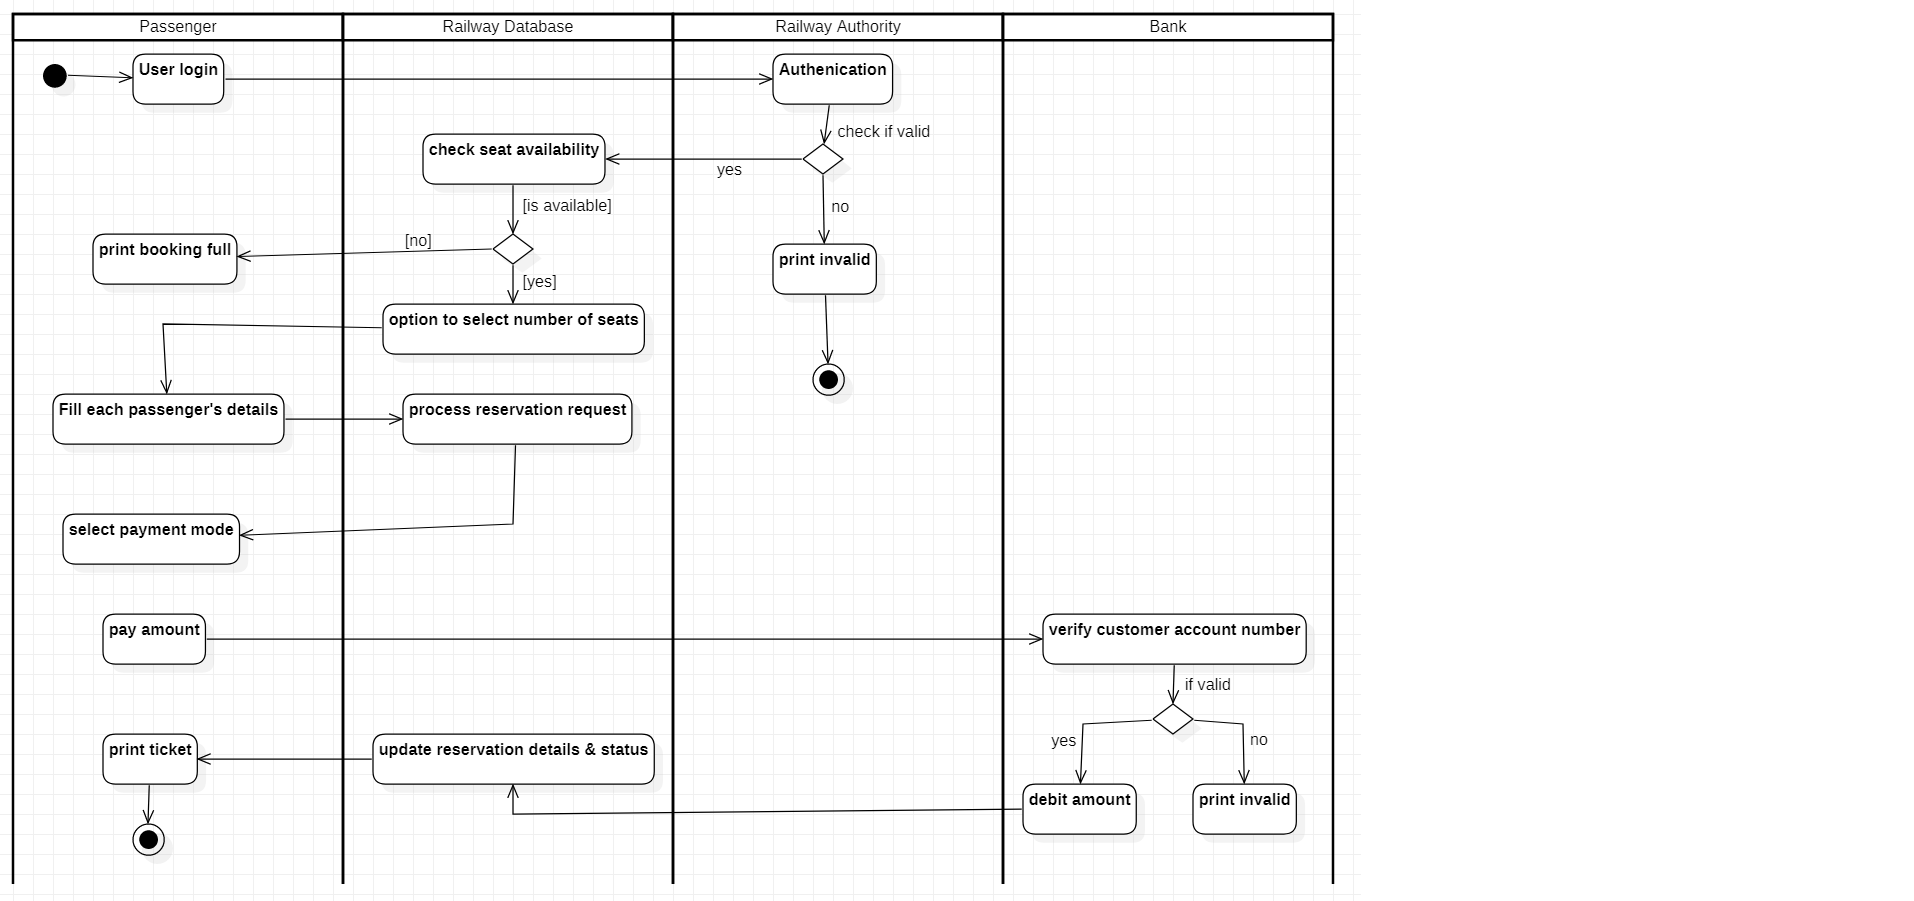 Passenger
Railway Database
Railway Authority
Bank
User login
Authenication
check if valid
check seat availability
yes
[is available]
no
print booking full
[no]
print invalid
[yes]
option to select number of seats
Fill each passenger's details
process reservation request
select payment mode
pay amount
verify customer account number
if valid
yes
no
print ticket
update reservation details & status
debit amount
print invalid